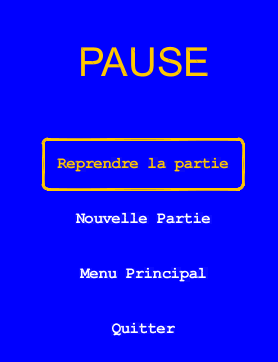 PAUSE
Reprendre la partie
Nouvelle Partie
Menu Principal
Quitter